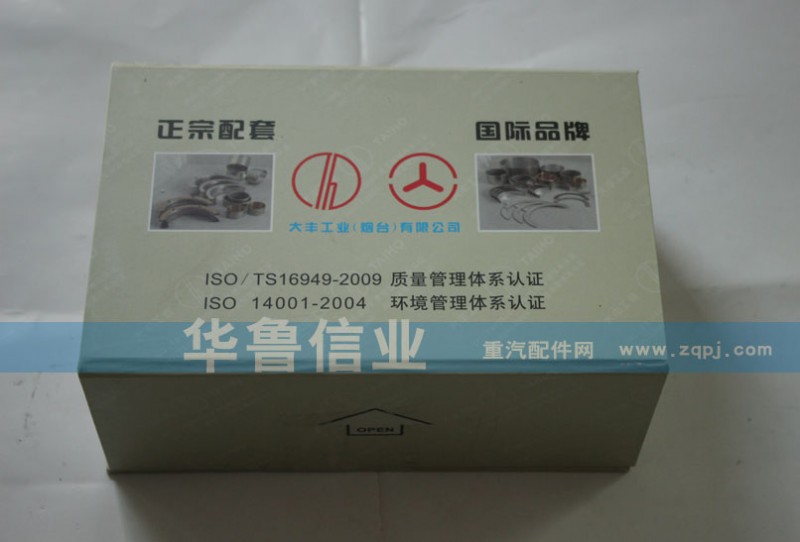 正宗配套 国际品牌
大丰工业(烟台)有限公司
ISO/TS16949-2009 质量管理体系认证
ISO 14001-2004 环境管理体系认证
华鲁信业 重汽配件网 www.zqpj.com
OPEN